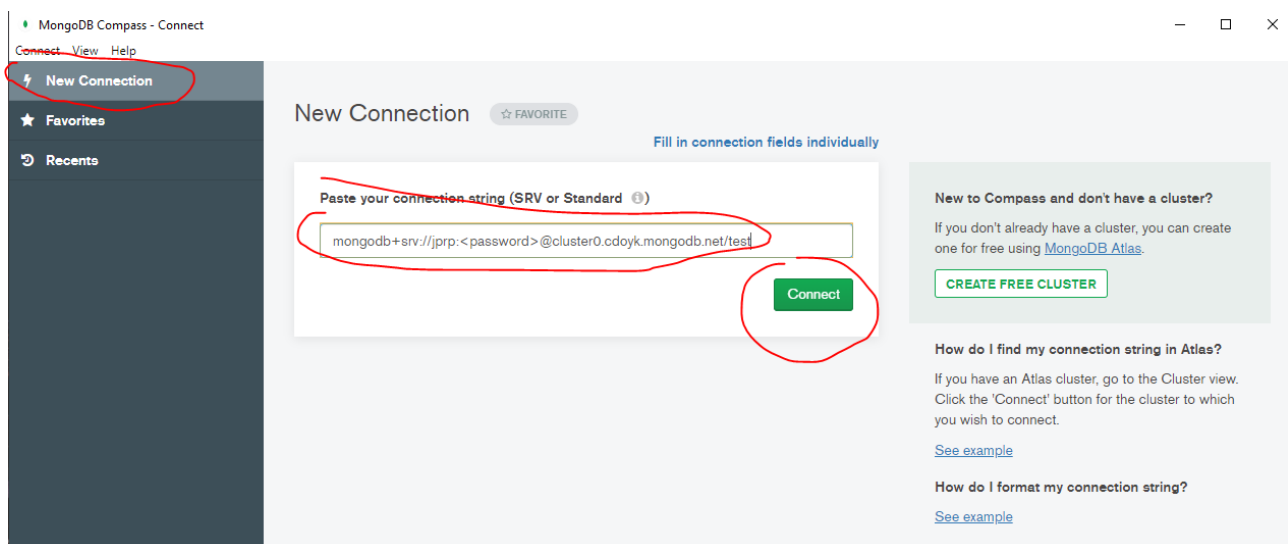 MongoDB Compass - Connect
Connect View Help
New Connection
Favorites
Recents
New Connection
FAVORITE
Fill in connection fields individually
Paste your connection string (SRV or Standard i)
mongodb+srv://jprp:<password>@cluster0.cdoyk.mongodb.net/test
Connect
New to Compass and don't have a cluster?
If you don't already have a cluster, you can create
one for free using MongoDB Atlas.
CREATE FREE CLUSTER
How do I find my connection string in Atlas?
If you have an Atlas cluster, go to the Cluster view.
Click the 'Connect' button for the cluster to which
you wish to connect.
See example
How do I format my connection string?
See example